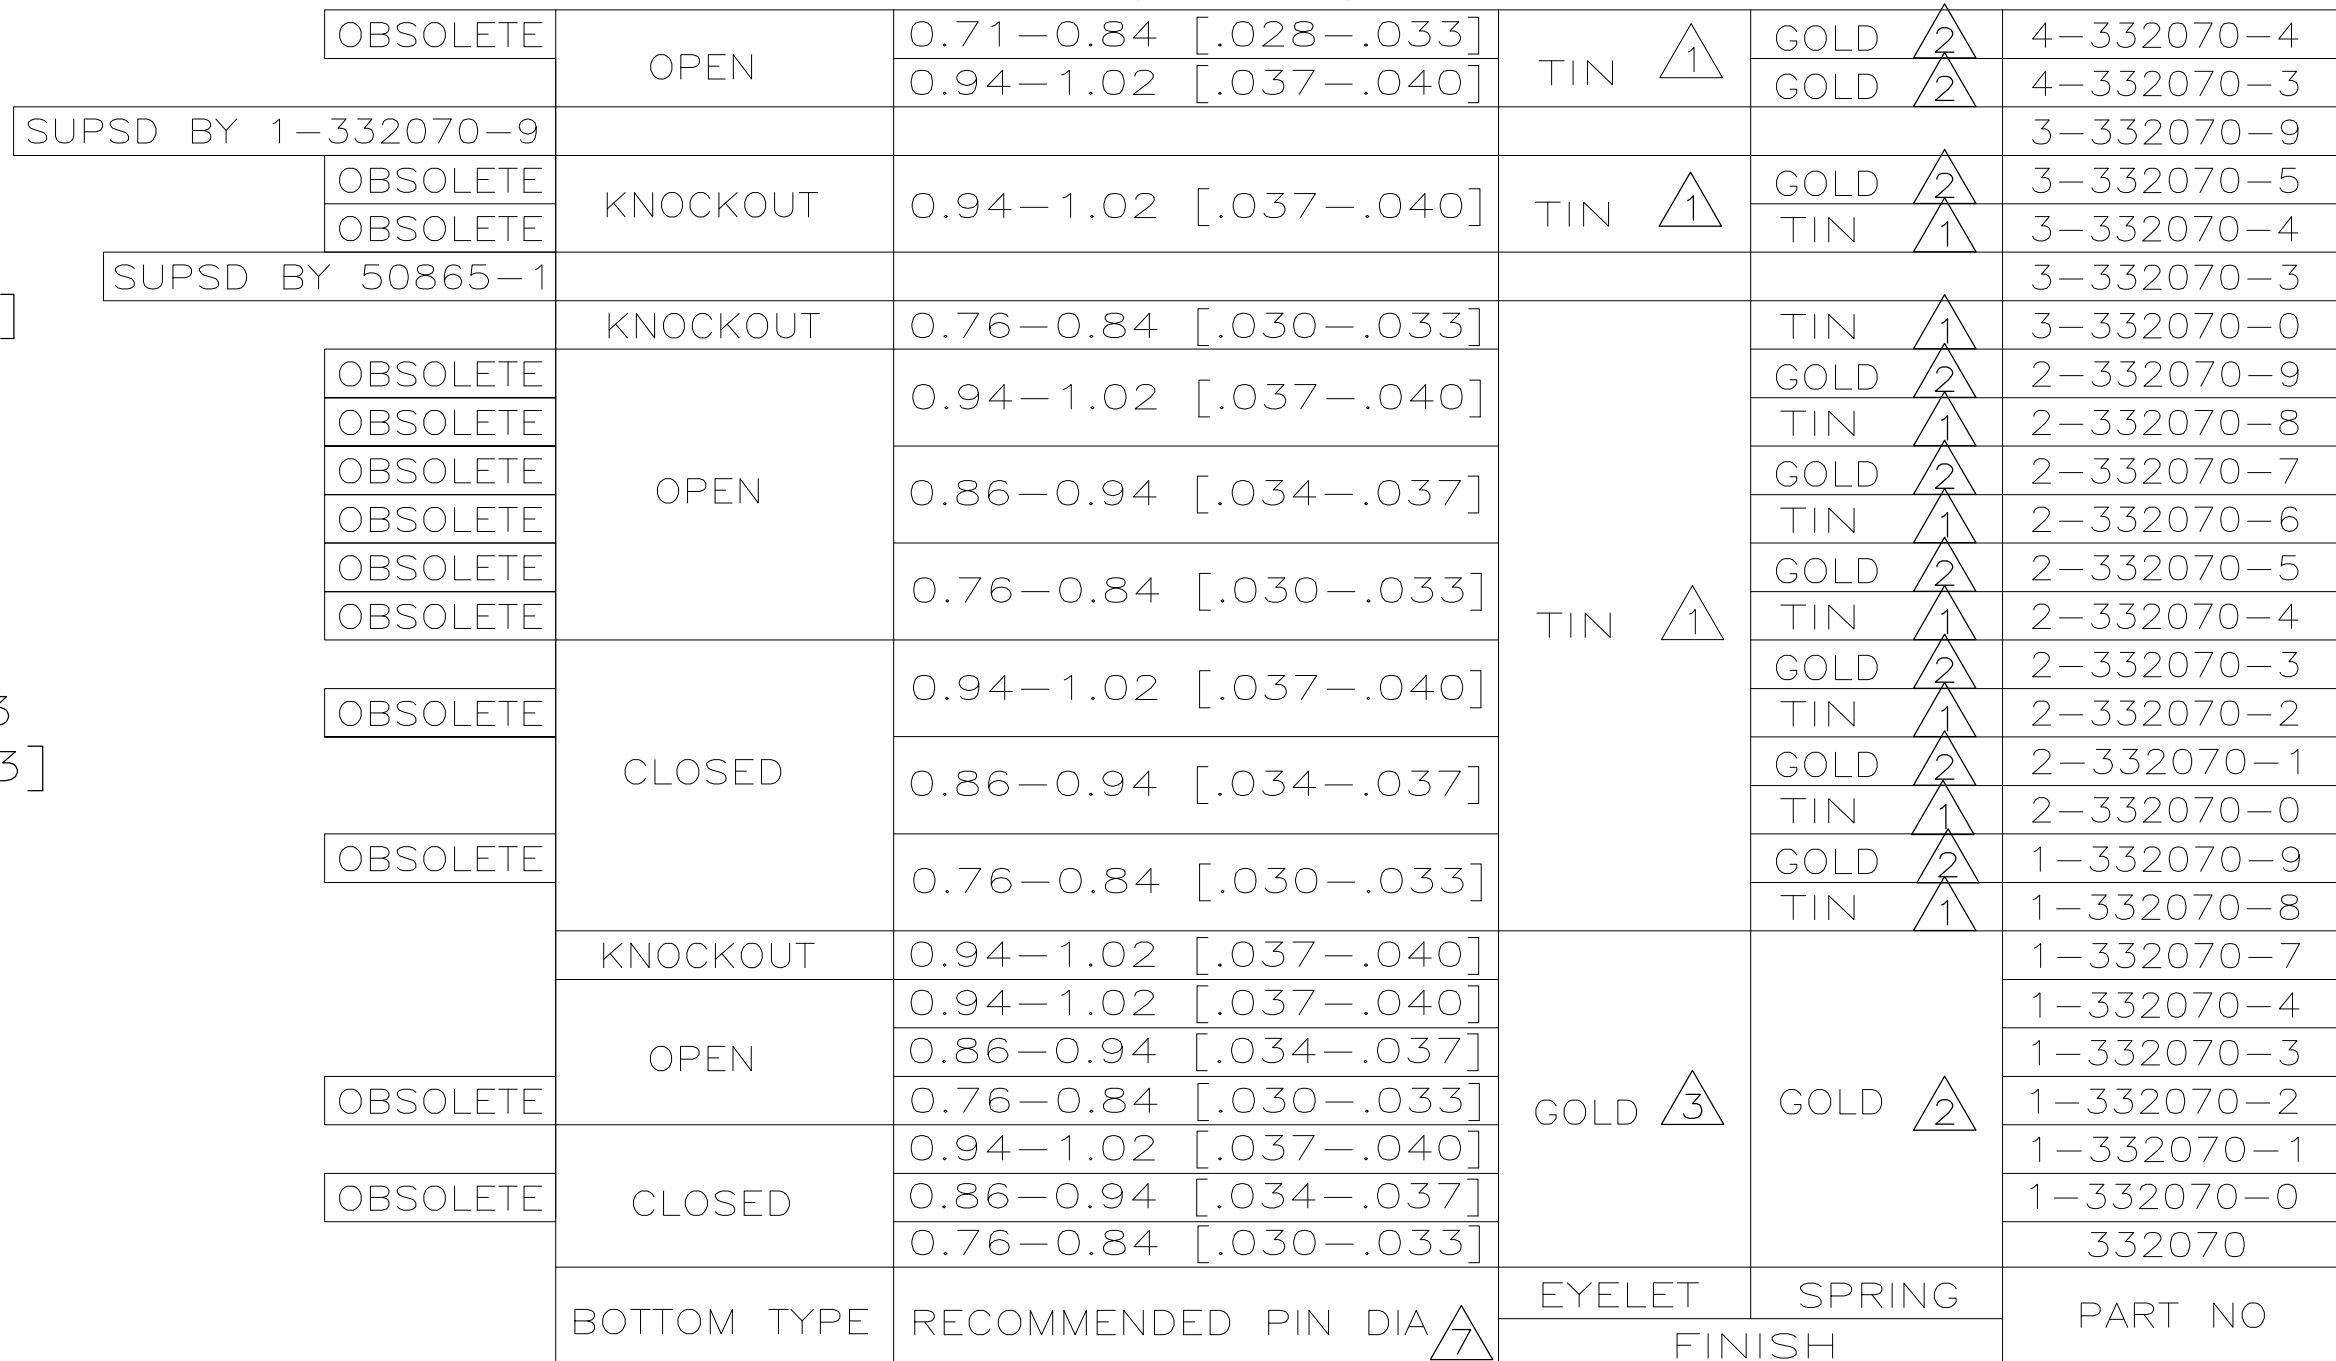 OBSOLETE OPEN 0.71-0.84 [.028-.033] TIN 1 GOLD 2 4-332070-4
0.94-1.02 [.037-.040] GOLD 2 4-332070-3
SUPSD BY 1-332070-9 3-332070-9
OBSOLETE KNOCKOUT 0.94-1.02 [.037-.040] TIN 1 GOLD 2 3-332070-5
OBSOLETE TIN 1 3-332070-4
SUPSD BY 50865-1 3-332070-3
] KNOCKOUT 0.76-0.84 [.030-.033] TIN 1 3-332070-0
OBSOLETE 0.94-1.02 [.037-.040] GOLD 2 2-332070-9
OBSOLETE TIN 1 2-332070-8
OBSOLETE OPEN 0.86-0.94 [.034-.037] GOLD 2 2-332070-7
OBSOLETE TIN 1 2-332070-6
OBSOLETE 0.76-0.84 [.030-.033] GOLD 2 2-332070-5
OBSOLETE TIN 1 TIN 1 2-332070-4
0.94-1.02 [.037-.040] GOLD 2 2-332070-3
3 OBSOLETE TIN 1 2-332070-2
3] CLOSED 0.86-0.94 [.034-.037] GOLD 2 2-332070-1
TIN 1 2-332070-0
OBSOLETE 0.76-0.84 [.030-.033] GOLD 2 1-332070-9
TIN 1 1-332070-8
KNOCKOUT 0.94-1.02 [.037-.040] 1-332070-7
0.94-1.02 [.037-.040] 1-332070-4
OPEN 0.86-0.94 [.034-.037] 1-332070-3
OBSOLETE 0.76-0.84 [.030-.033] GOLD 3 GOLD 2 1-332070-2
0.94-1.02 [.037-.040] 1-332070-1
OBSOLETE CLOSED 0.86-0.94 [.034-.037] 1-332070-0
0.76-0.84 [.030-.033] 332070
BOTTOM TYPE RECOMMENDED PIN DIA 7 EYELET SPRING PART NO
FINISH